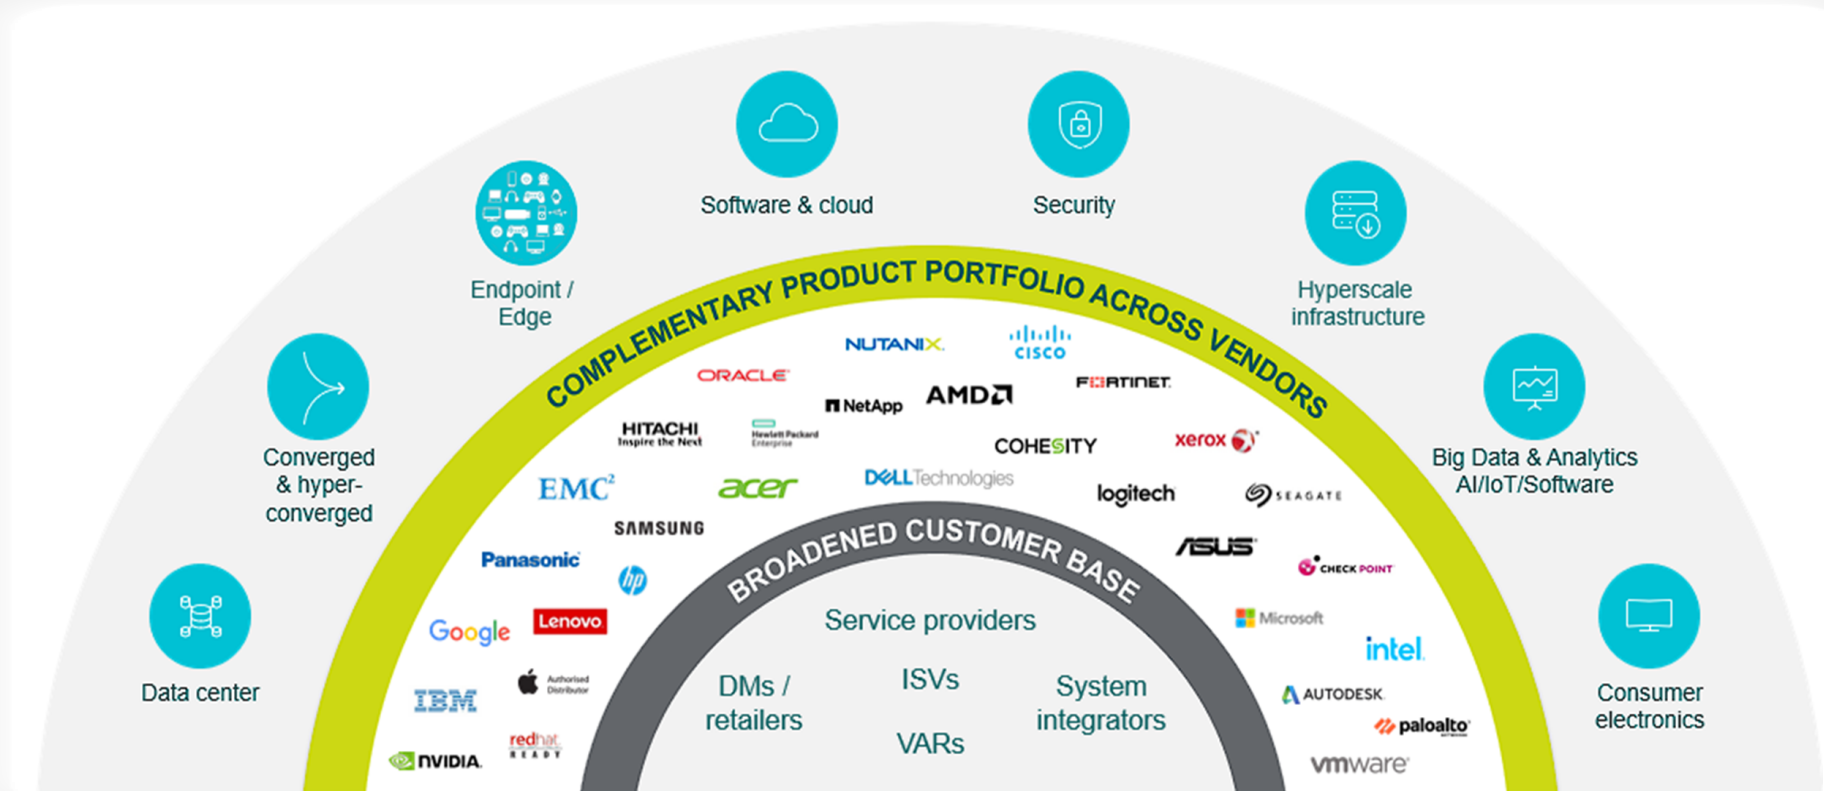 Software & cloud
Security
Endpoint /
Edge
Hyperscale
infrastructure
Converged
& hyper-
converged
Big Data & Analytics
AI/IoT/Software
Data center
Consumer
electronics
COMPLEMENTARY PRODUCT PORTFOLIO ACROSS VENDORS
NUTANIX.
CISCO
ORACLE
FORTINET
NetApp
AMD
HITACHI
Inspire the Next
Hewlett Packard
Enterprise
COHESITY
xerox
EMC²
acer
DELL Technologies
logitech
SEAGATE
SAMSUNG
ASUS
Panasonic
hp
CHECK POINT
Google
Lenovo
Microsoft
intel.
IBM
Authorised
Distributor
AUTODESK
paloalto
NETWORKS
NVIDIA.
redhat.
READY
vmware
BROADENED CUSTOMER BASE
Service providers
DMs /
retailers
ISVs
System
integrators
VARs